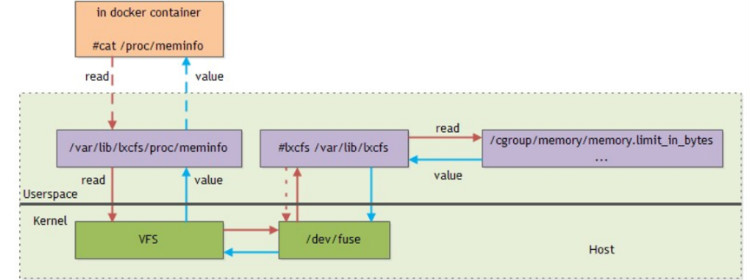 in docker container
#cat /proc/meminfo
read
value
/var/lib/lxcfs/proc/meminfo
#lxcfs /var/lib/lxcfs
read
/cgroup/memory/memory.limit_in_bytes
...
value
read
value
Userspace
Kernel
VFS
/dev/fuse
Host